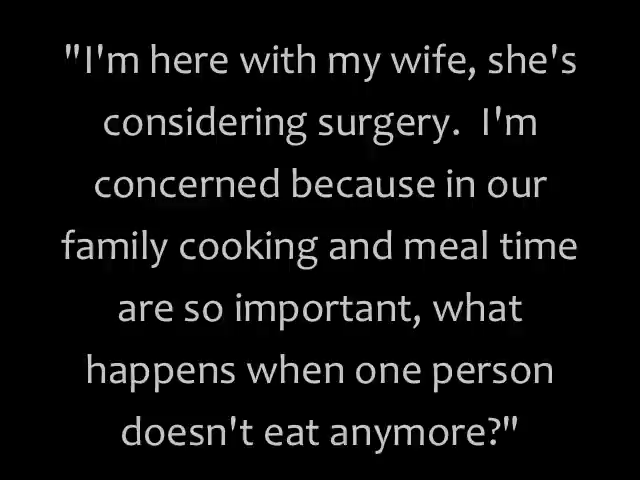 "I'm here with my wife, she's
considering surgery.  I'm
concerned because in our
family cooking and meal time
are so important, what
happens when one person
doesn't eat anymore?"